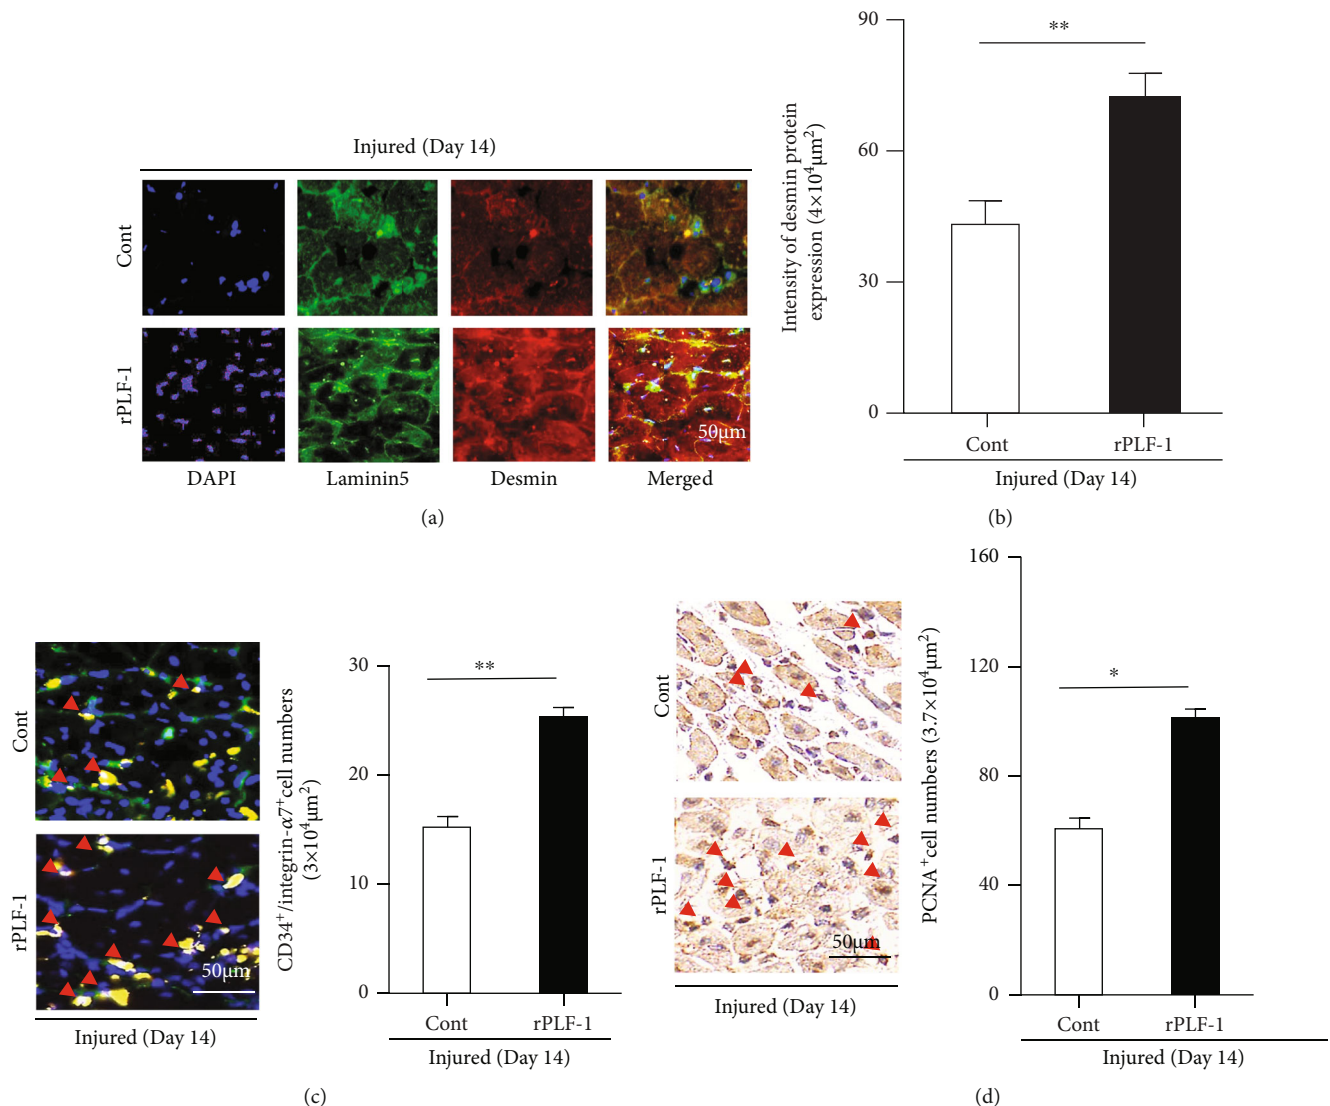 Injured (Day 14)
Cont
rPLF-1
50μm
DAPI
Laminin5
Desmin
Merged
(a)
Intensity of desmin protein
expression (4×10⁴μm²)
90
60
30
0
**
Cont
rPLF-1
Injured (Day 14)
(b)
Cont
rPLF-1
50μm
Injured (Day 14)
CD34⁺/integrin-α7⁺cell numbers
(3×10⁴μm²)
30
20
10
0
**
Cont
rPLF-1
Injured (Day 14)
(c)
Cont
rPLF-1
50μm
Injured (Day 14)
PCNA⁺cell numbers (3.7×10⁴μm²)
160
120
80
40
0
*
Cont
rPLF-1
Injured (Day 14)
(d)